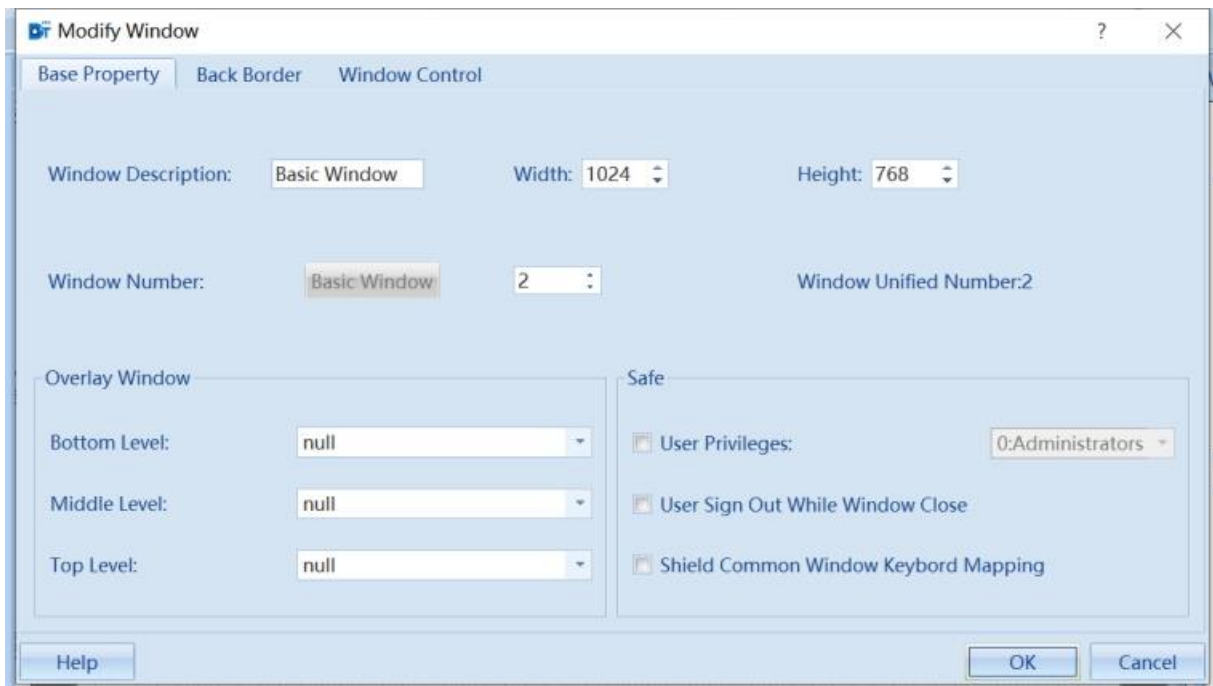 DT Modify Window ?
Base Property Back Border Window Control
Window Description: Basic Window Width: 1024 Height: 768
Window Number: Basic Window 2 Window Unified Number:2
Overlay Window
Bottom Level: null
Middle Level: null
Top Level: null
Safe
User Privileges: 0:Administrators
User Sign Out While Window Close
Shield Common Window Keybord Mapping
Help OK Cancel